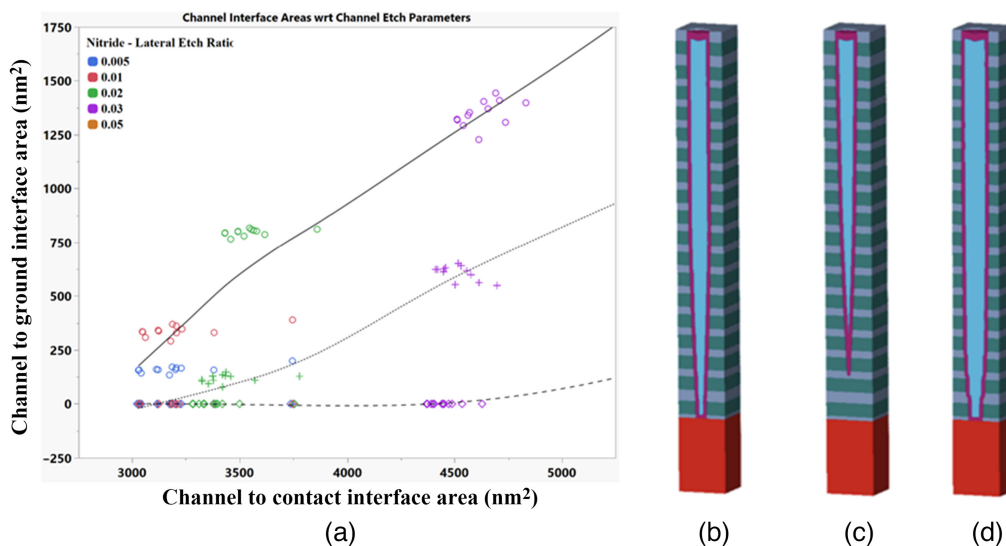 Channel Interface Areas wrt Channel Etch Parameters
Nitride - Lateral Etch Ratio
0.005
0.01
0.02
0.03
0.05
1750
1500
1250
1000
750
500
250
0
−250
Channel to ground interface area (nm²)
3000 3500 4000 4500 5000
Channel to contact interface area (nm²)
(a) (b) (c) (d)